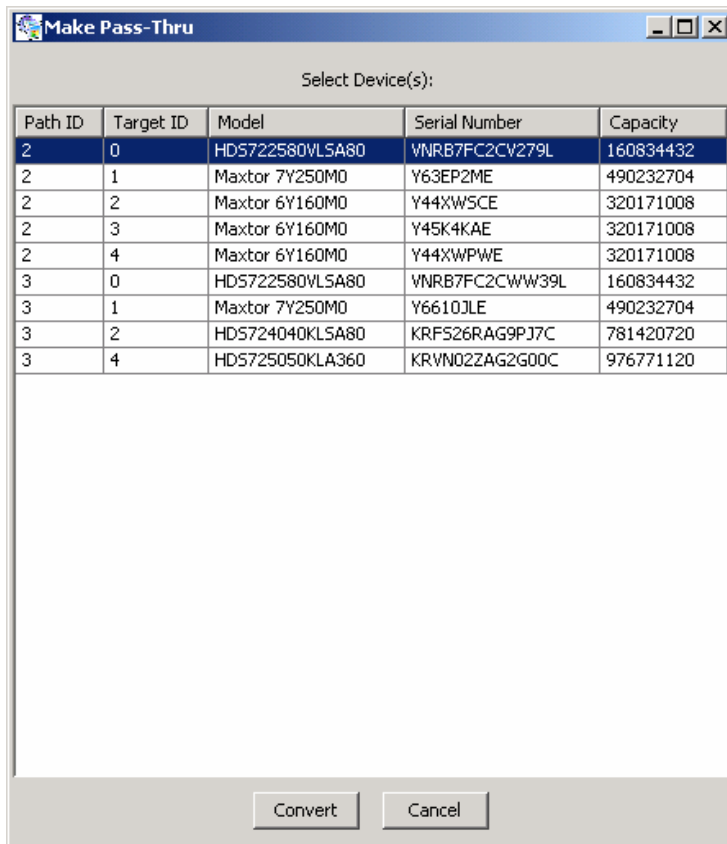 Make Pass-Thru
Select Device(s):
Path ID Target ID Model Serial Number Capacity
2 0 HDS722580VLSA80 VNRB7FC2CV279L 160834432
2 1 Maxtor 7Y250M0 Y63EP2ME 490232704
2 2 Maxtor 6Y160M0 Y44XWSCE 320171008
2 3 Maxtor 6Y160M0 Y45K4KAE 320171008
2 4 Maxtor 6Y160M0 Y44XWPWE 320171008
3 0 HDS722580VLSA80 VNRB7FC2CWW39L 160834432
3 1 Maxtor 7Y250M0 Y6610JLE 490232704
3 2 HDS724040KLSA80 KRFS26RAG9PJ7C 781420720
3 4 HDS725050KLA360 KRVN02ZAG2G00C 976771120
Convert Cancel